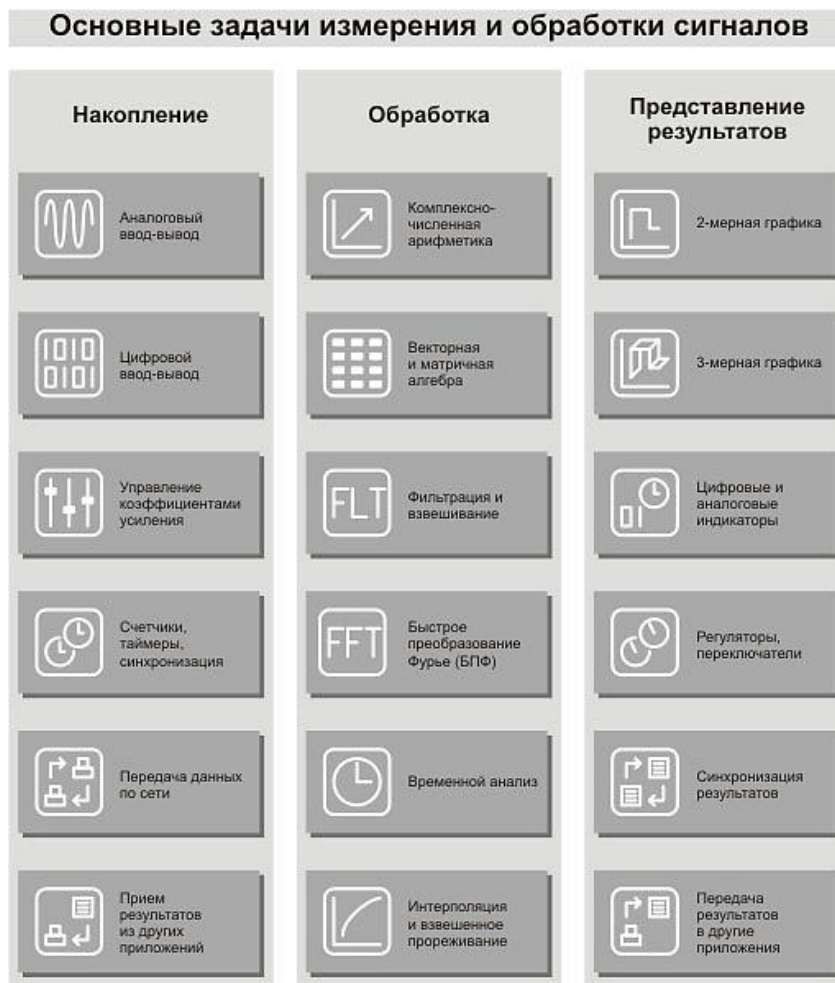 Основные задачи измерения и обработки сигналов
Накопление
Аналоговый
ввод-вывод
1010
0101
Цифровой
ввод-вывод
Управление
коэффициентами
усиления
Счетчики,
таймеры,
синхронизация
Передача данных
по сети
Прием
результатов
из других
приложений
Обработка
Комплексно-
численная
арифметика
Векторная
и матричная
алгебра
FLT
Фильтрация и
взвешивание
FFT
Быстрое
преобразование
Фурье (БПФ)
Временной анализ
Интерполяция
и взвешенное
прореживание
Представление
результатов
2-мерная графика
3-мерная графика
01
Цифровые и
аналоговые
индикаторы
Регуляторы,
переключатели
Синхронизация
результатов
Передача
результатов
в другие
приложения